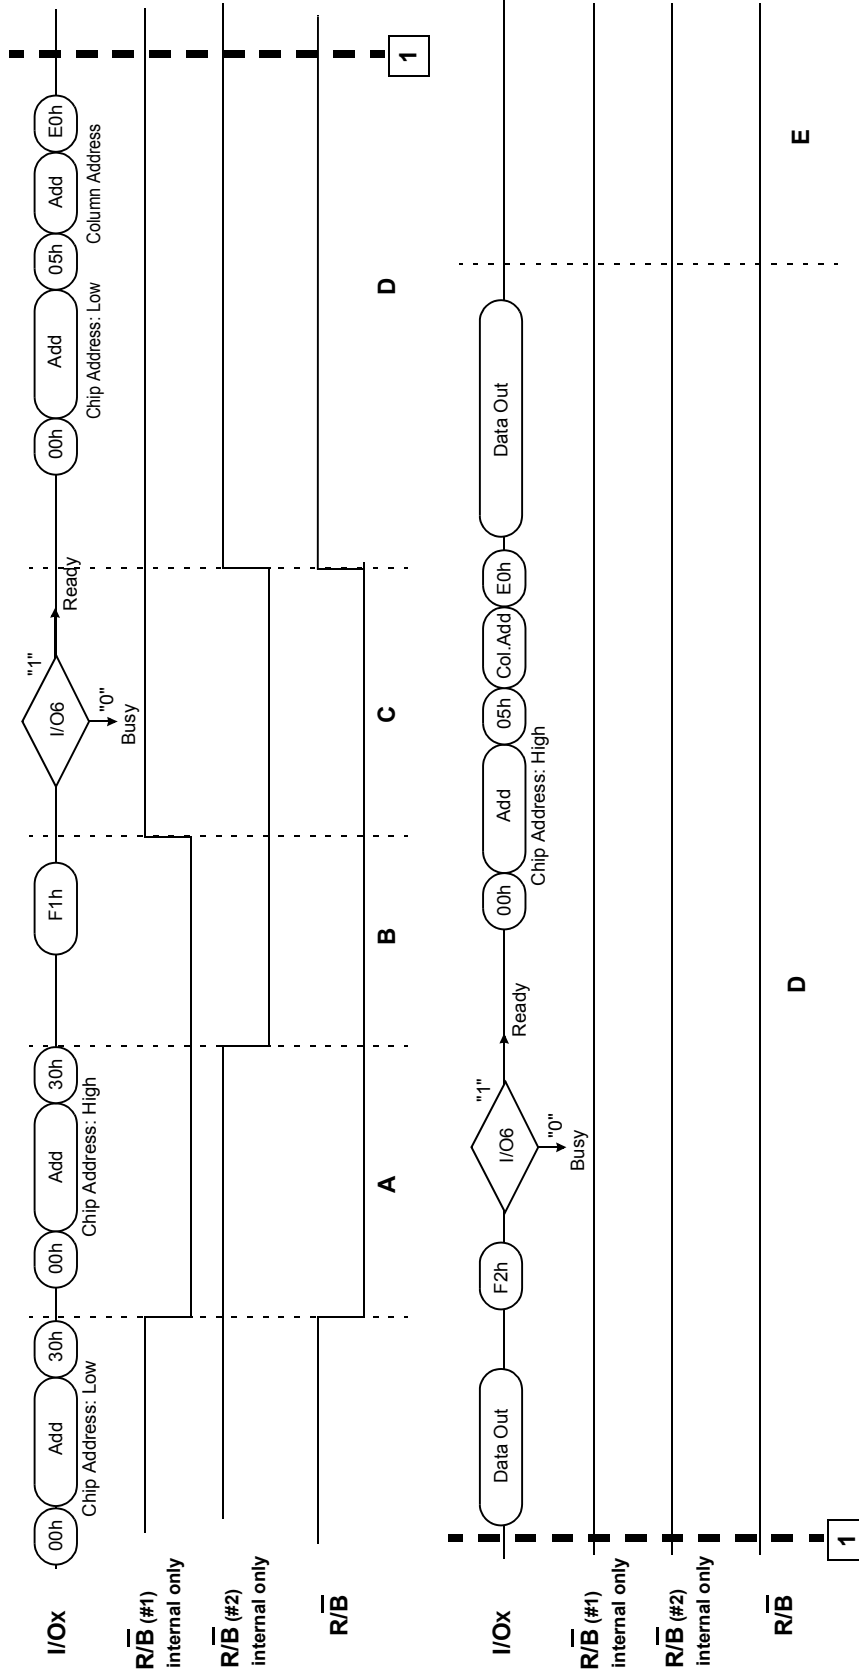 I/Ox
00h Add 30h 00h Add 30h F1h I/O6 "1" Ready 00h Add 05h Add E0h
Chip Address: Low Chip Address: High "0" Chip Address: Low Column Address
Busy
R/B (#1)
internal only
R/B (#2)
internal only
R/B
A B C D
1
I/Ox
Data Out F2h I/O6 "1" Ready 00h Add 05h Col.Add E0h Data Out
"0" Chip Address: High
Busy
R/B (#1)
internal only
R/B (#2)
internal only
R/B
D E
1